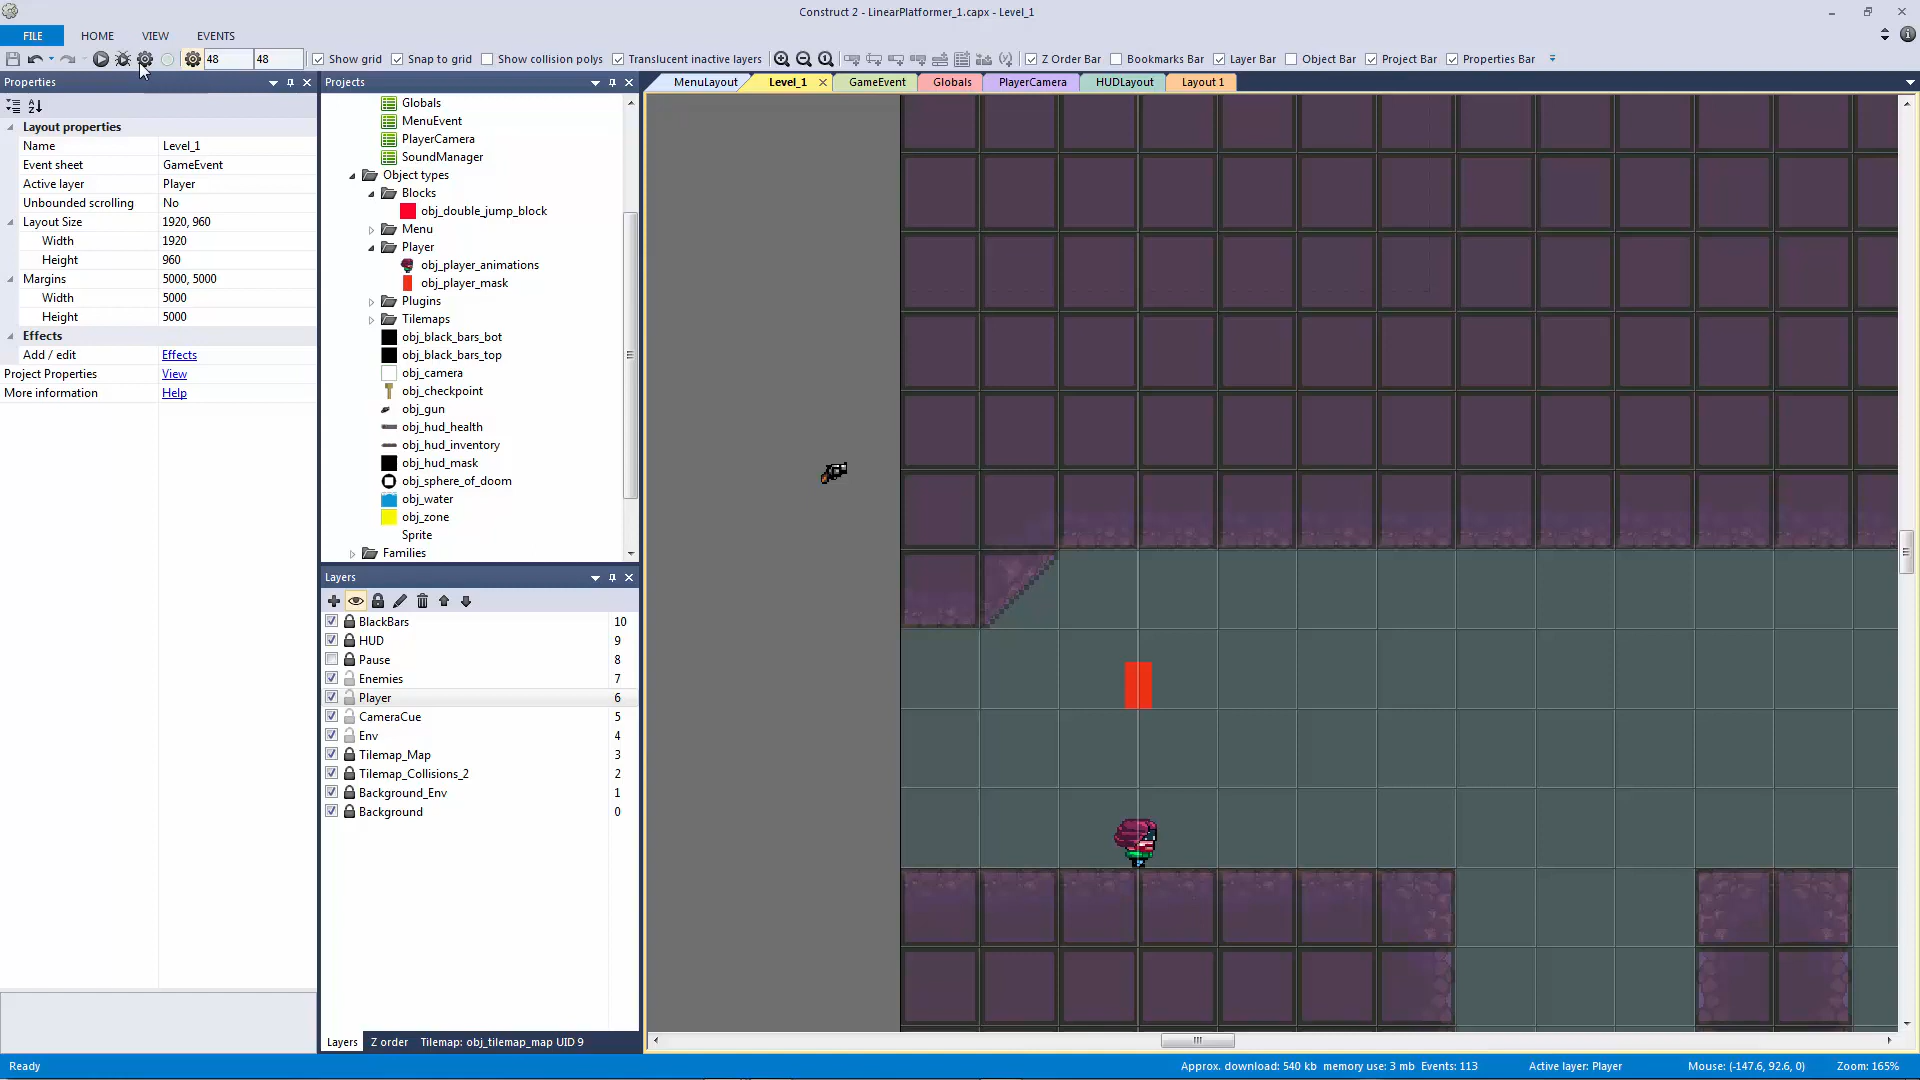 Construct 2 - LinearPlatformer_1.capx - Level_1
FILE
HOME
VIEW
EVENTS
48
48
Show grid
Snap to grid
Show collision polys
Translucent inactive layers
Z Order Bar
Bookmarks Bar
Layer Bar
Object Bar
Project Bar
Properties Bar
Properties
Layout properties
Name Level_1
Event sheet GameEvent
Active layer Player
Unbounded scrolling No
Layout Size 1920, 960
Width 1920
Height 960
Margins 5000, 5000
Width 5000
Height 5000
Effects
Add / edit Effects
Project Properties View
More information Help
Projects
Globals
MenuEvent
PlayerCamera
SoundManager
Object types
Blocks
obj_double_jump_block
Menu
Player
obj_player_animations
obj_player_mask
Plugins
Tilemaps
obj_black_bars_bot
obj_black_bars_top
obj_camera
obj_checkpoint
obj_gun
obj_hud_health
obj_hud_inventory
obj_hud_mask
obj_sphere_of_doom
obj_water
obj_zone
Sprite
Families
Layers
BlackBars 10
HUD 9
Pause 8
Enemies 7
Player 6
CameraCue 5
Env 4
Tilemap_Map 3
Tilemap_Collisions_2 2
Background_Env 1
Background 0
Layers
Z order
Tilemap: obj_tilemap_map UID 9
MenuLayout
Level_1
GameEvent
Globals
PlayerCamera
HUDLayout
Layout 1
Ready
Approx. download: 540 kb memory use: 3 mb Events: 113
Active layer: Player
Mouse: (-147.6, 92.6, 0)
Zoom: 165%